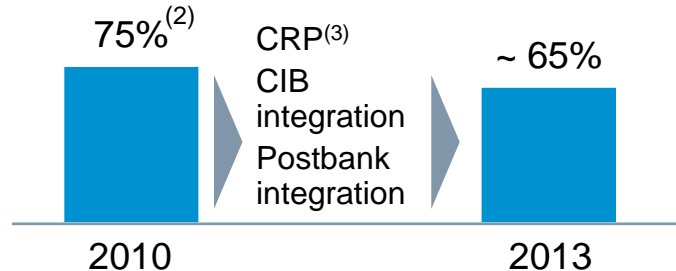 75%(2)
CRP(3)
CIB
integration
Postbank
integration
~ 65%
2010
2013